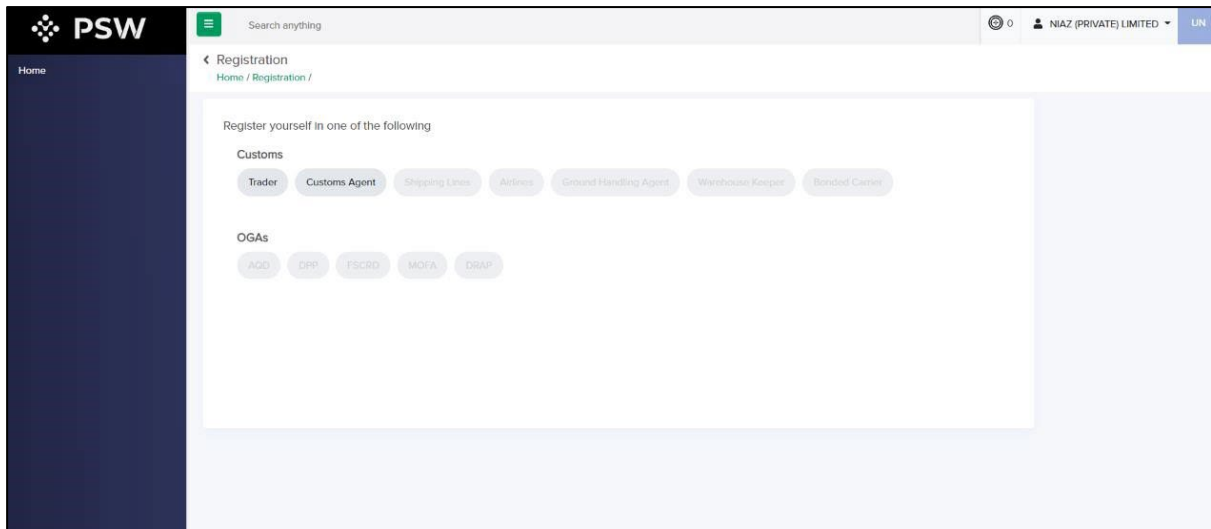 PSW
Search anything
0
NIAZ (PRIVATE) LIMITED
UN
Home
Registration
Home / Registration /
Register yourself in one of the following
Customs
Trader Customs Agent Shipping Lines Airlines Ground Handling Agent Warehouse Keeper Bonded Carrier
OGAs
AQD DPP FSCRD MOFA DRAP